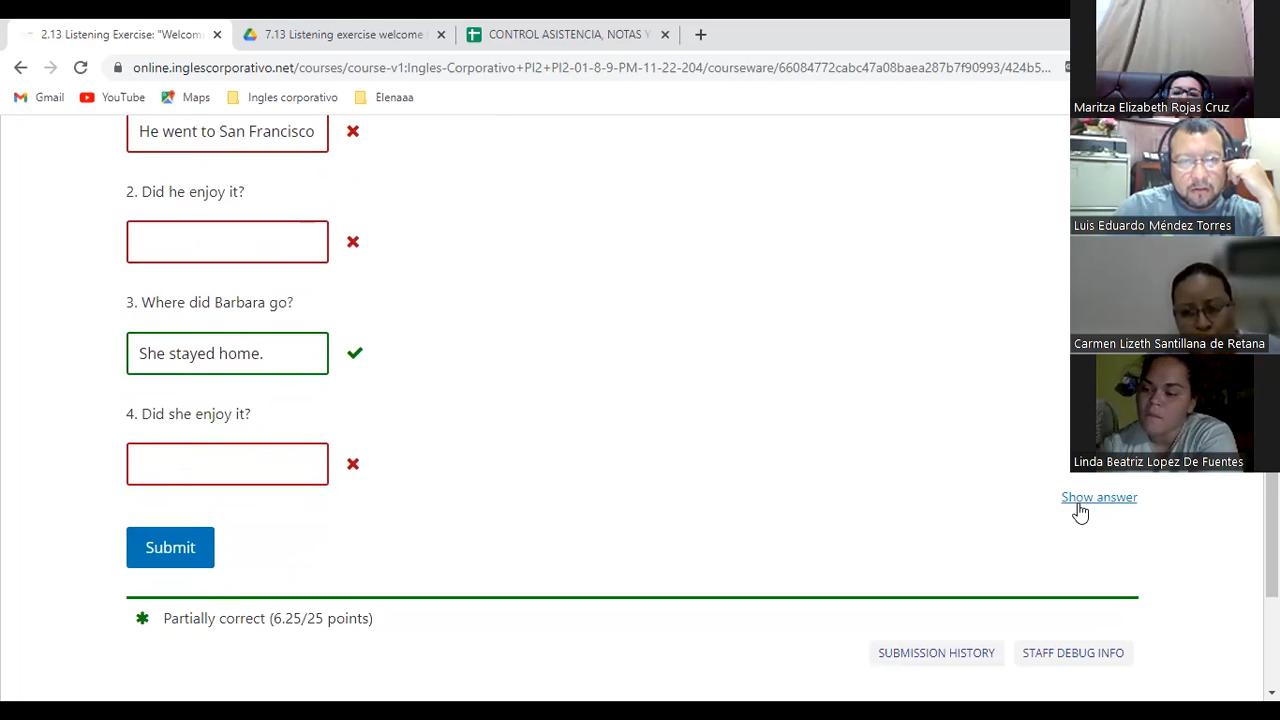 2.13 Listening Exercise: "Welcom
7.13 Listening exercise welcome
CONTROL ASISTENCIA, NOTAS Y
online.inglescorporativo.net/courses/course-v1:Ingles-Corporativo+PI2+PI2-01-8-9-PM-11-22-204/courseware/66084772cabc47a08baea287b7f90993/424b5...
Gmail
YouTube
Maps
Ingles corporativo
Elenaaa
He went to San Francisco
2. Did he enjoy it?
3. Where did Barbara go?
She stayed home.
4. Did she enjoy it?
Show answer
Submit
Partially correct (6.25/25 points)
SUBMISSION HISTORY
STAFF DEBUG INFO
Maritza Elizabeth Rojas Cruz
Luis Eduardo Méndez Torres
Carmen Lizeth Santillana de Retana
Linda Beatriz Lopez De Fuentes